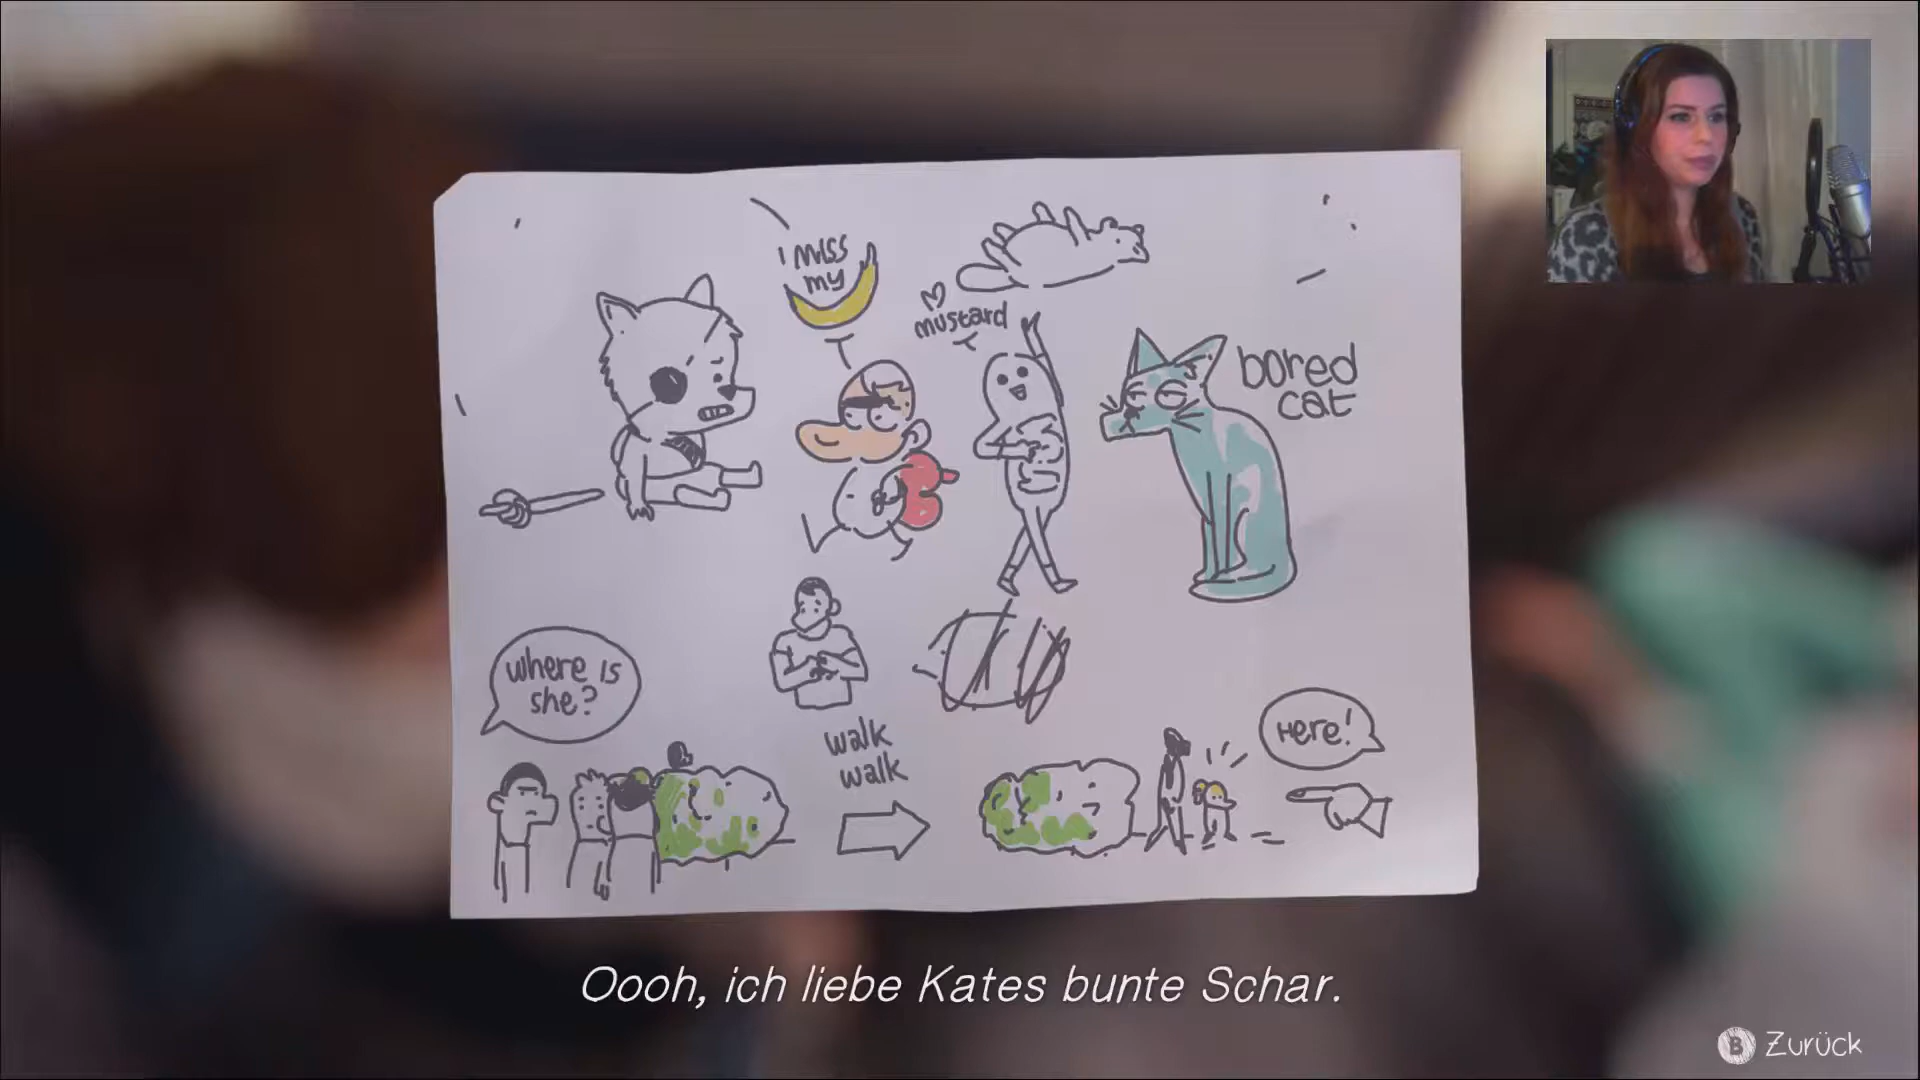 I miss
my
mustard
bored
cat
where is
she?
walk
walk
Here!
Oooh, ich liebe Kates bunte Schar.
B Zurück